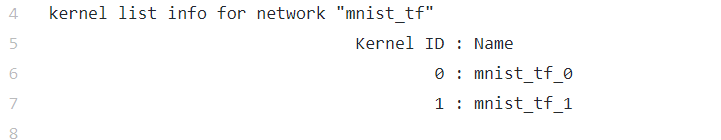 4 kernel list info for network "mnist_tf"
5 Kernel ID : Name
6 0 : mnist_tf_0
7 1 : mnist_tf_1
8